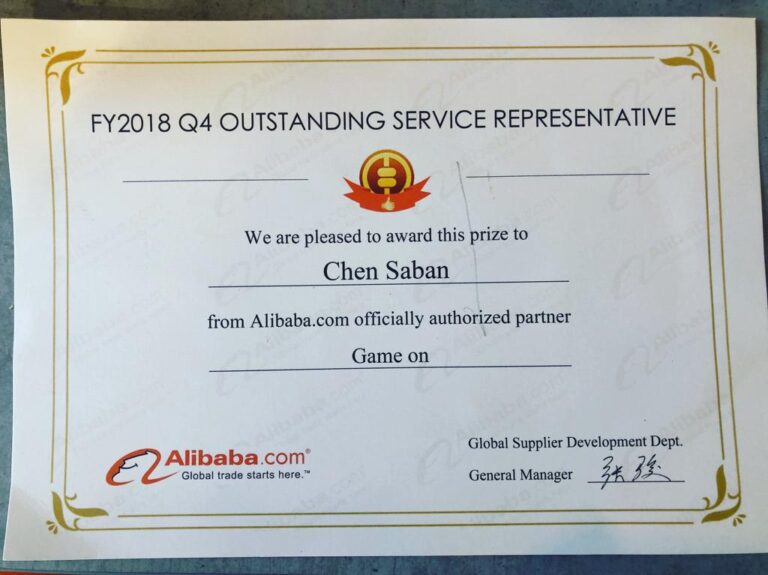 FY2018 Q4 OUTSTANDING SERVICE REPRESENTATIVE
We are pleased to award this prize to
Chen Saban
from Alibaba.com officially authorized partner
Game on
Alibaba.com®
Global trade starts here.™
Global Supplier Development Dept.
General Manager